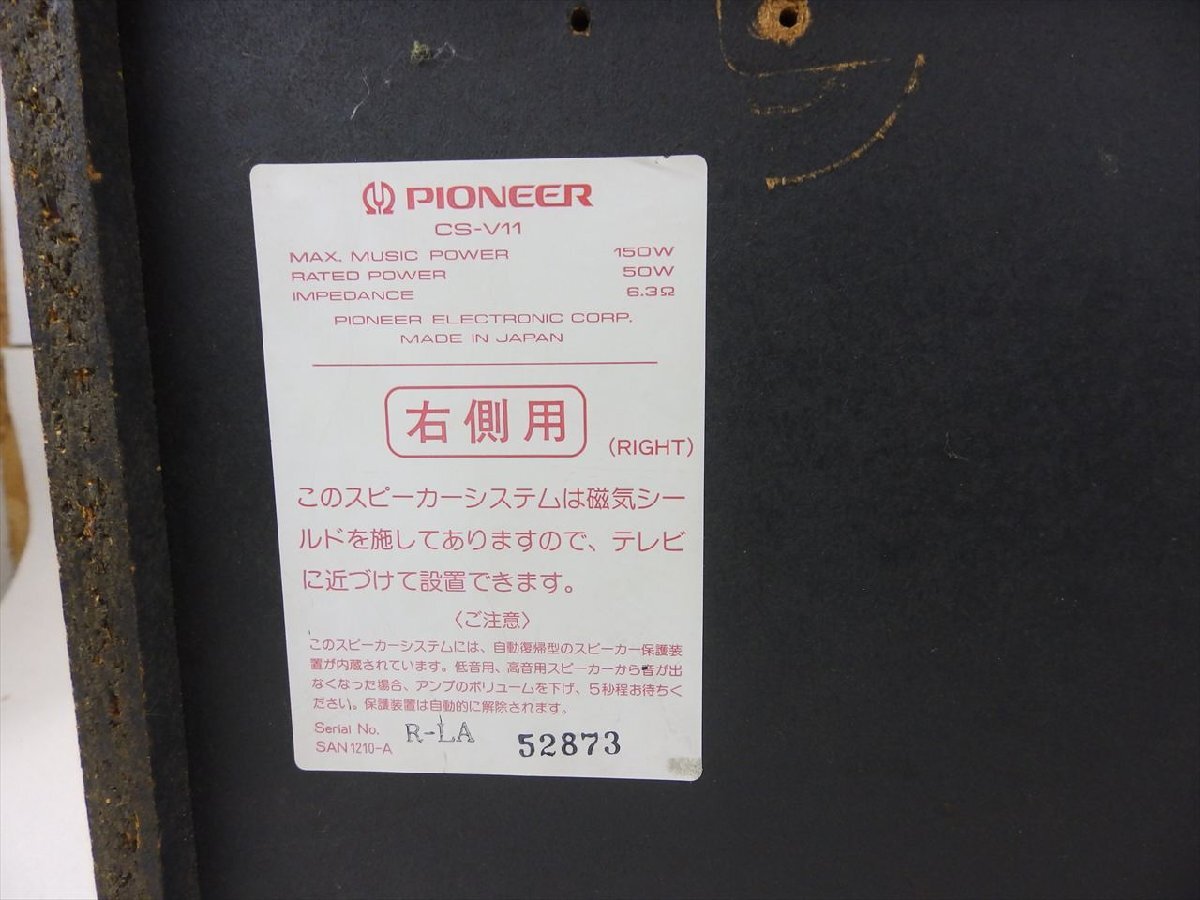 PIONEER
CS-V11
MAX. MUSIC POWER 150W
RATED POWER 50W
IMPEDANCE 6.3Ω
PIONEER ELECTRONIC CORP.
MADE IN JAPAN
右側用
(RIGHT)
このスピーカーシステムは磁気シー
ルドを施してありますので、テレビ
に近づけて設置できます。
〈ご注意〉
このスピーカーシステムには、自動復帰型のスピーカー保護装
置が内蔵されています。低音用、高音用スピーカーから音が出
なくなった場合、アンプのボリュームを下げ、5秒程お待ちく
ださい。保護装置は自動的に解除されます。
Serial No. R-LA 52873
SAN1210-A